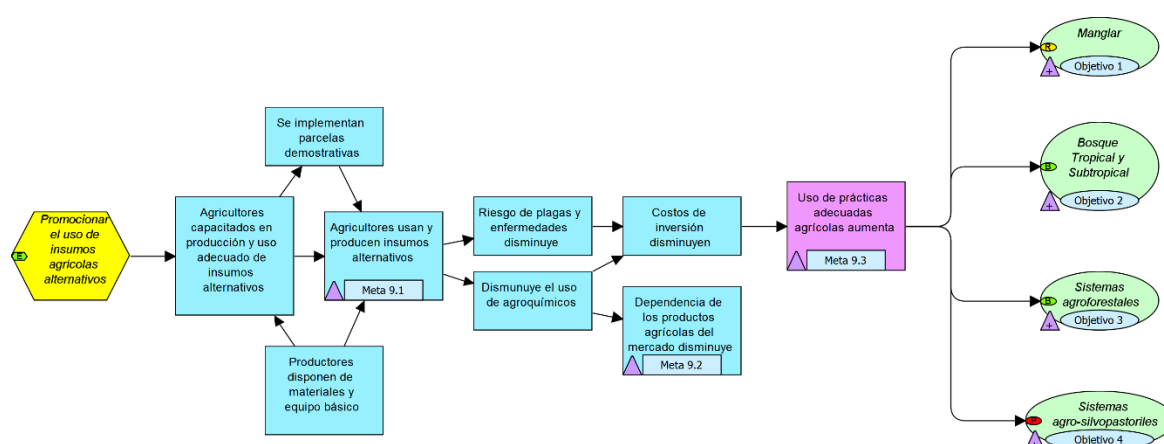 Promocionar
el uso de
insumos
agrícolas
alternativos
E
Se implementan
parcelas
demostrativas
Agricultores
capacitados en
producción y uso
adecuado de
insumos
alternativos
Productores
disponen de
materiales y
equipo básico
Agricultores usan y
producen insumos
alternativos
Meta 9.1
Riesgo de plagas y
enfermedades
disminuye
Dismunuye el uso
de agroquímicos
Costos de
inversión
disminuyen
Dependencia de
los productos
agrícolas del
mercado disminuye
Meta 9.2
Uso de prácticas
adecuadas
agrícolas aumenta
Meta 9.3
Manglar
R
Objetivo 1
+
Bosque
Tropical y
Subtropical
B
Objetivo 2
+
Sistemas
agroforestales
B
Objetivo 3
+
Sistemas
agro-silvopastoriles
P
Objetivo 4
+